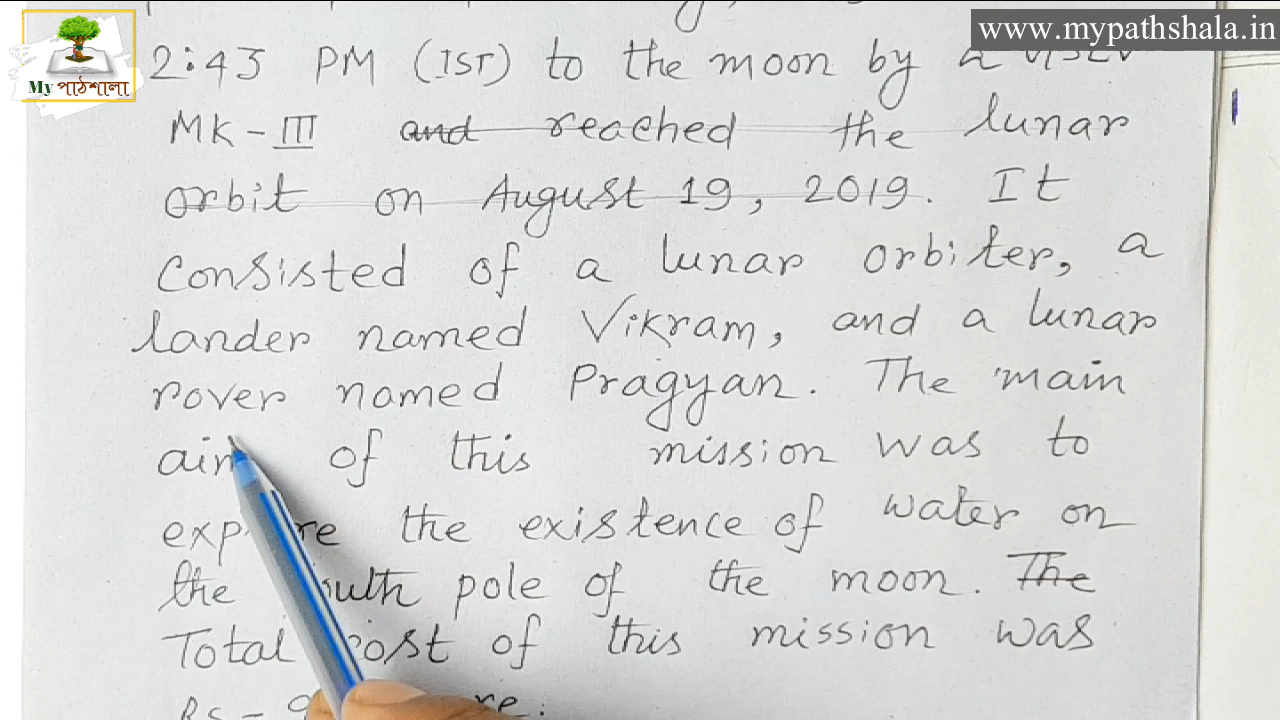 www.mypathshala.in
My পাঠশালা
2:43 PM (IST) to the moon by a
MK-III and reached the lunar
orbit on August 19, 2019. It
Consisted of a lunar orbiter, a
lander named Vikram, and a lunar
rover named Pragyan. The main
aim of this mission was to
the existence of water on
the pole of the moon. The
Total cost of this mission was